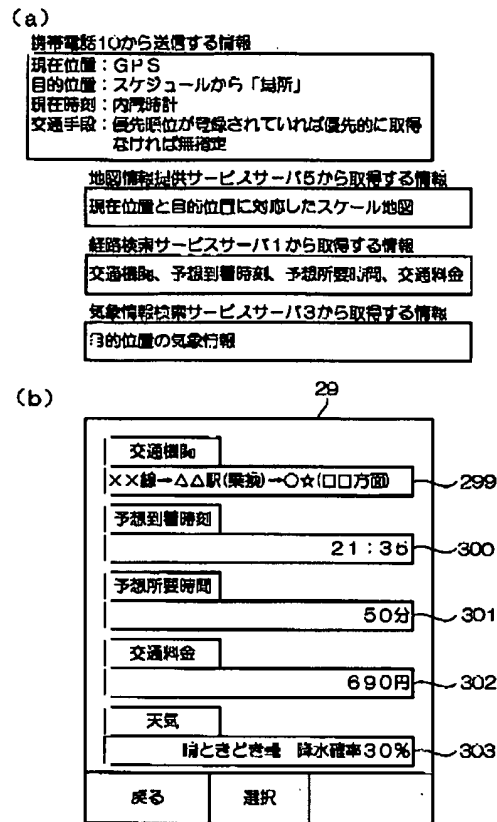 (a)
携帯電話10から送信する情報
現在位置：GPS
目的位置：スケジュールから「場所」
現在時刻：内蔵時計
交通手段：優先順位が登録されていれば優先的に取得
なければ無指定
地図情報提供サービスサーバ5から取得する情報
現在位置と目的位置に対応したスケール地図
経路検索サービスサーバ1から取得する情報
交通機関、予想到着時刻、予想所要時間、交通料金
気象情報検索サービスサーバ3から取得する情報
目的位置の気象情報
(b)
29
交通機関
××線→△△駅(乗換)→○☆(□□方面)
299
予想到着時刻
21：36
300
予想所要時間
50分
301
交通料金
690円
302
天気
晴ときどき曇 降水確率30%
303
戻る
選択